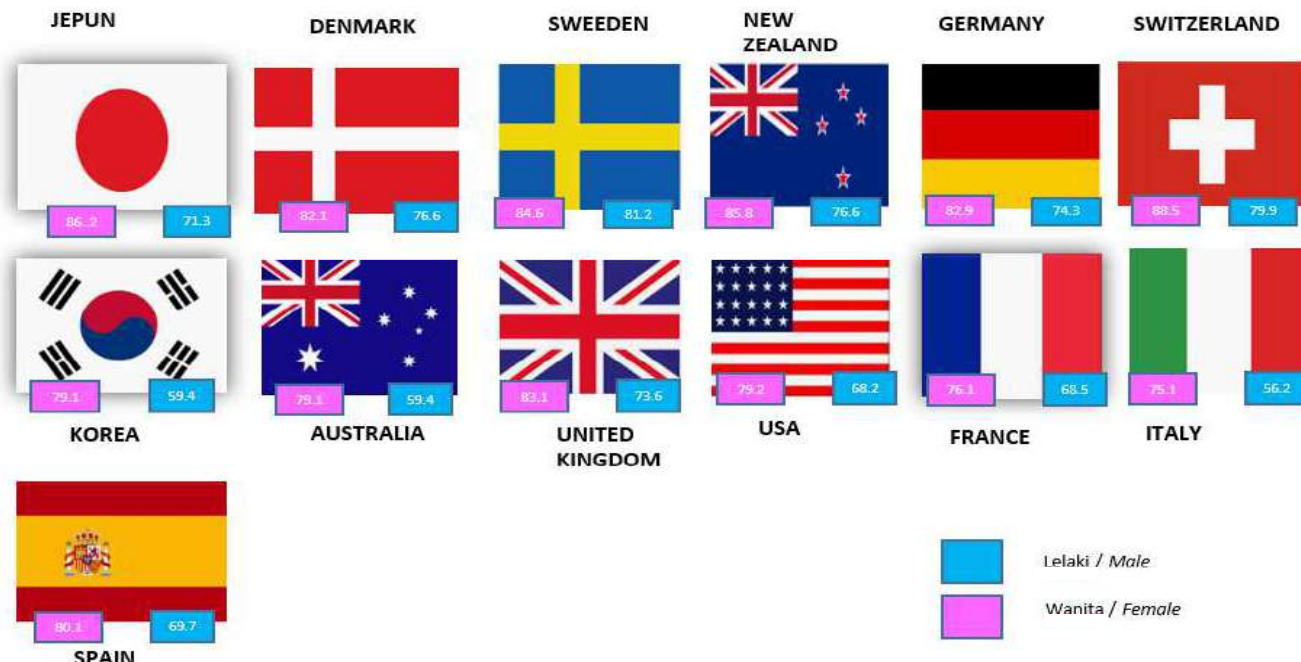 JEPUN
DENMARK
SWEEDEN
NEW
ZEALAND
GERMANY
SWITZERLAND
86.2 71.3
82.1 76.6
84.6 81.2
85.8 76.6
82.9 74.3
88.5 79.9
79.1 59.4
79.1 59.4
83.1 73.6
79.2 68.2
76.1 68.5
75.1 56.2
KOREA
AUSTRALIA
UNITED
KINGDOM
USA
FRANCE
ITALY
80.1 69.7
SPAIN
Lelaki / Male
Wanita / Female